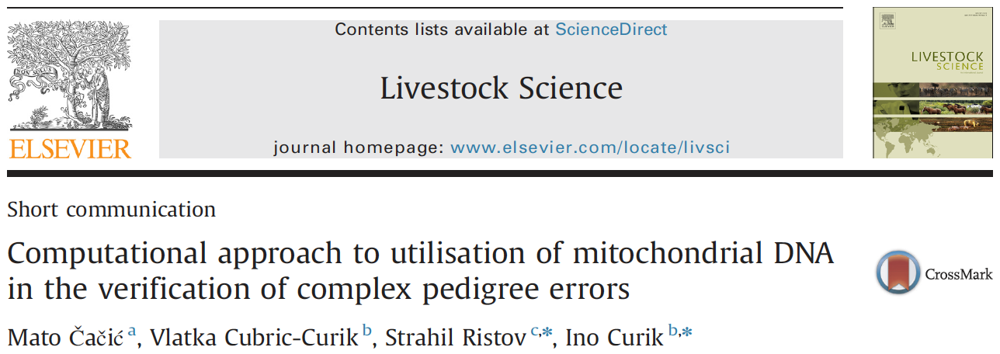 Contents lists available at ScienceDirect
Livestock Science
journal homepage: www.elsevier.com/locate/livsci
NON SOLUS
ELSEVIER
LIVESTOCK
SCIENCE
Short communication
Computational approach to utilisation of mitochondrial DNA
in the verification of complex pedigree errors
CrossMark
Mato Čačić a, Vlatka Cubric-Curik b, Strahil Ristov c,*, Ino Curik b,*